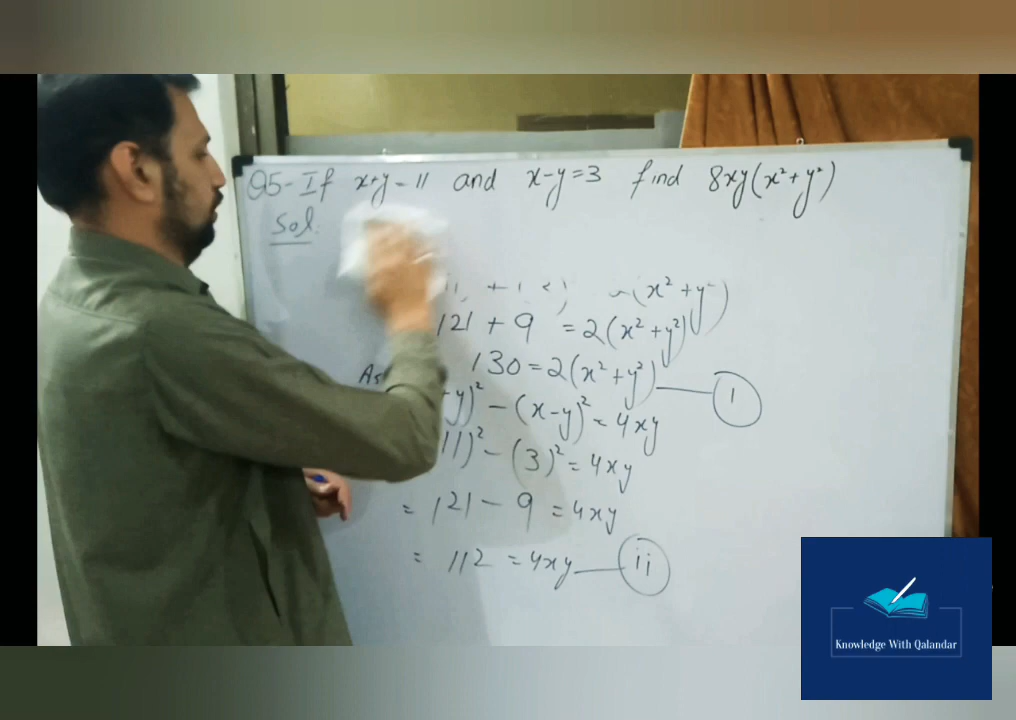 Q5- If x+y=11 and x-y=3 find 8xy(x²+y²)
Sol:
(x²+y²)
121 + 9 = 2(x²+y²)
130 = 2(x²+y²) — 1
As
y)² - (x-y)² = 4xy
11)² - (3)² = 4xy
= 121 - 9 = 4xy
= 112 = 4xy — ii
Knowledge With Qalandar